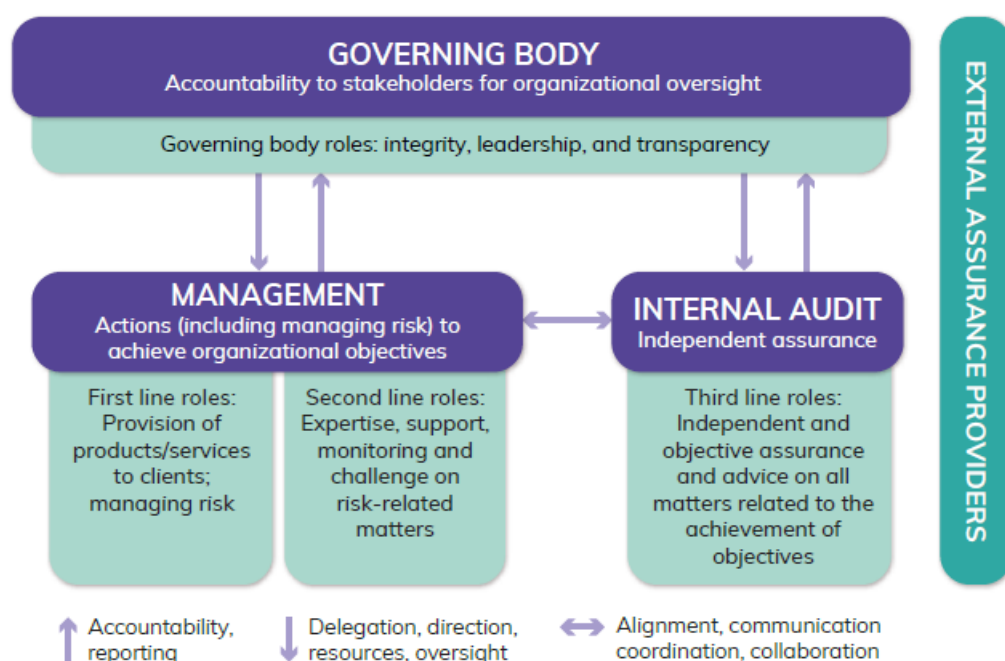 GOVERNING BODY
Accountability to stakeholders for organizational oversight
Governing body roles: integrity, leadership, and transparency
MANAGEMENT
Actions (including managing risk) to
achieve organizational objectives
First line roles:
Provision of
products/services
to clients;
managing risk
Second line roles:
Expertise, support,
monitoring and
challenge on
risk-related
matters
INTERNAL AUDIT
Independent assurance
Third line roles:
Independent and
objective assurance
and advice on all
matters related to the
achievement of
objectives
EXTERNAL ASSURANCE PROVIDERS
Accountability,
reporting
Delegation, direction,
resources, oversight
Alignment, communication
coordination, collaboration